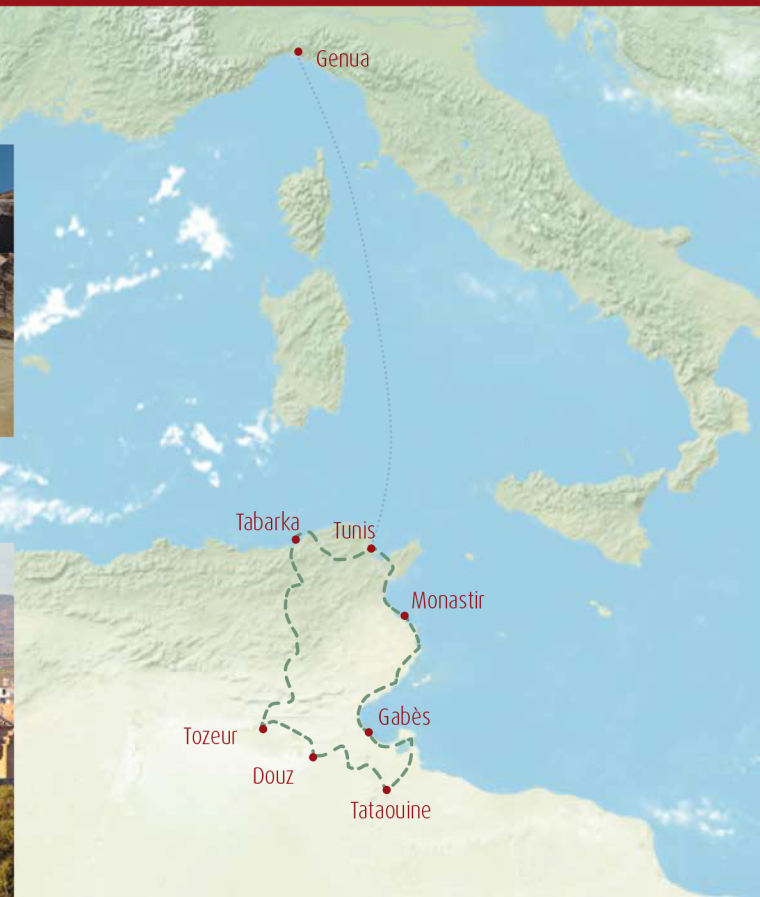 Genua
Tabarka
Tunis
Monastir
Gabès
Tozeur
Douz
Tataouine